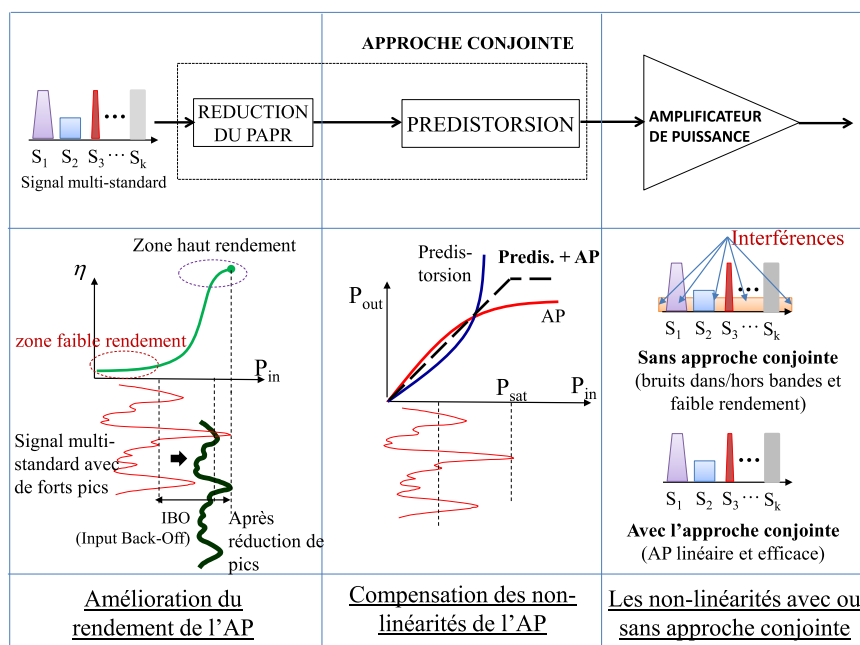 APPROCHE CONJOINTE
REDUCTION
DU PAPR
PREDISTORSION
AMPLIFICATEUR
DE PUISSANCE
S1 S2 S3 ... Sk
Signal multi-standard
Zone haut rendement
η
zone faible rendement
Pin
Signal multi-
standard avec
de forts pics
IBO
(Input Back-Off)
Après
réduction de
pics
Predis-
torsion
Predis. + AP
Pout
AP
Psat
Pin
Interférences
S1 S2 S3 ... Sk
Sans approche conjointe
(bruits dans/hors bandes et
faible rendement)
S1 S2 S3 ... Sk
Avec l’approche conjointe
(AP linéaire et efficace)
Amélioration du
rendement de l’AP
Compensation des non-
linéarités de l’AP
Les non-linéarités avec ou
sans approche conjointe